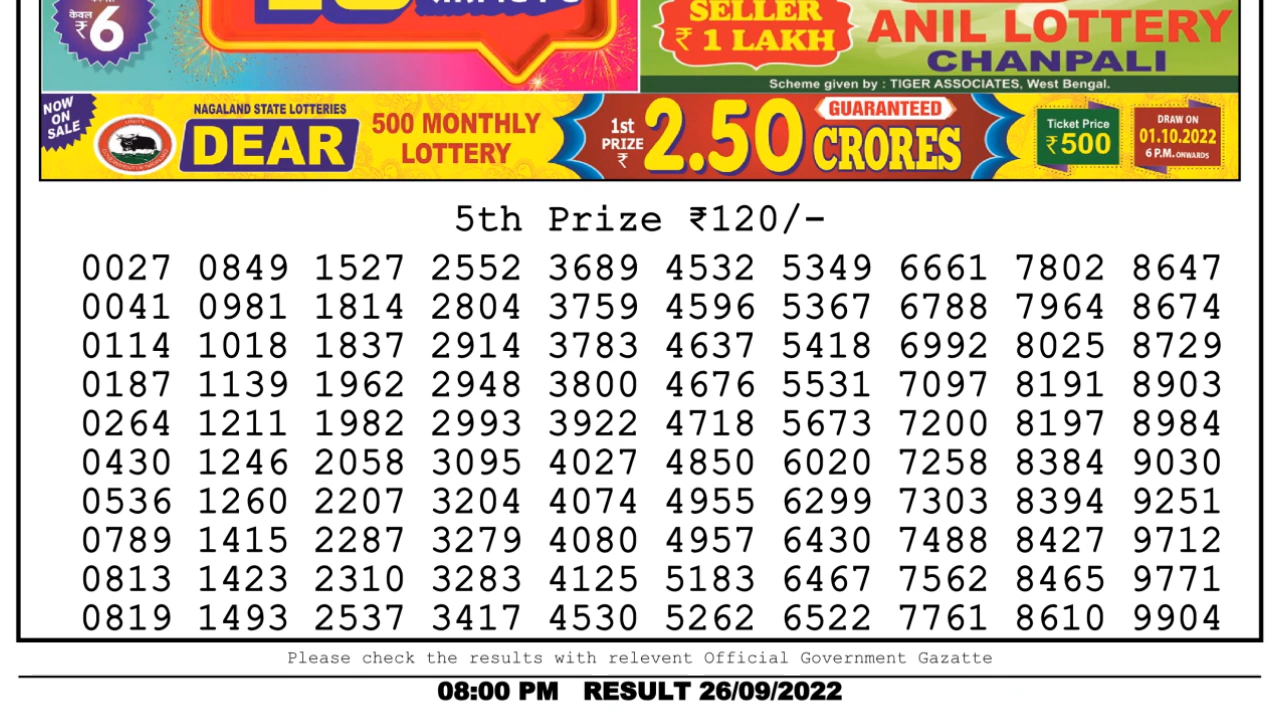 केवल
₹6
SELLER
₹ 1 LAKH
ANIL LOTTERY
CHANPALI
Scheme given by : TIGER ASSOCIATES, West Bengal.
NOW
ON
SALE
NAGALAND STATE LOTTERIES
DEAR
500 MONTHLY
LOTTERY
1st
PRIZE
₹
2.50
GUARANTEED
CRORES
Ticket Price
₹500
DRAW ON
01.10.2022
6 P.M. ONWARDS
5th Prize ₹120/-
0027 0849 1527 2552 3689 4532 5349 6661 7802 8647
0041 0981 1814 2804 3759 4596 5367 6788 7964 8674
0114 1018 1837 2914 3783 4637 5418 6992 8025 8729
0187 1139 1962 2948 3800 4676 5531 7097 8191 8903
0264 1211 1982 2993 3922 4718 5673 7200 8197 8984
0430 1246 2058 3095 4027 4850 6020 7258 8384 9030
0536 1260 2207 3204 4074 4955 6299 7303 8394 9251
0789 1415 2287 3279 4080 4957 6430 7488 8427 9712
0813 1423 2310 3283 4125 5183 6467 7562 8465 9771
0819 1493 2537 3417 4530 5262 6522 7761 8610 9904
Please check the results with relevent Official Government Gazatte
08:00 PM RESULT 26/09/2022